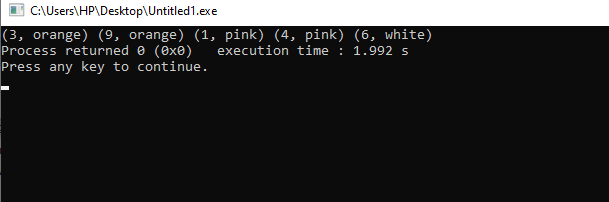 C:\Users\HP\Desktop\Untitled1.exe
(3, orange) (9, orange) (1, pink) (4, pink) (6, white)
Process returned 0 (0x0)   execution time : 1.992 s
Press any key to continue.